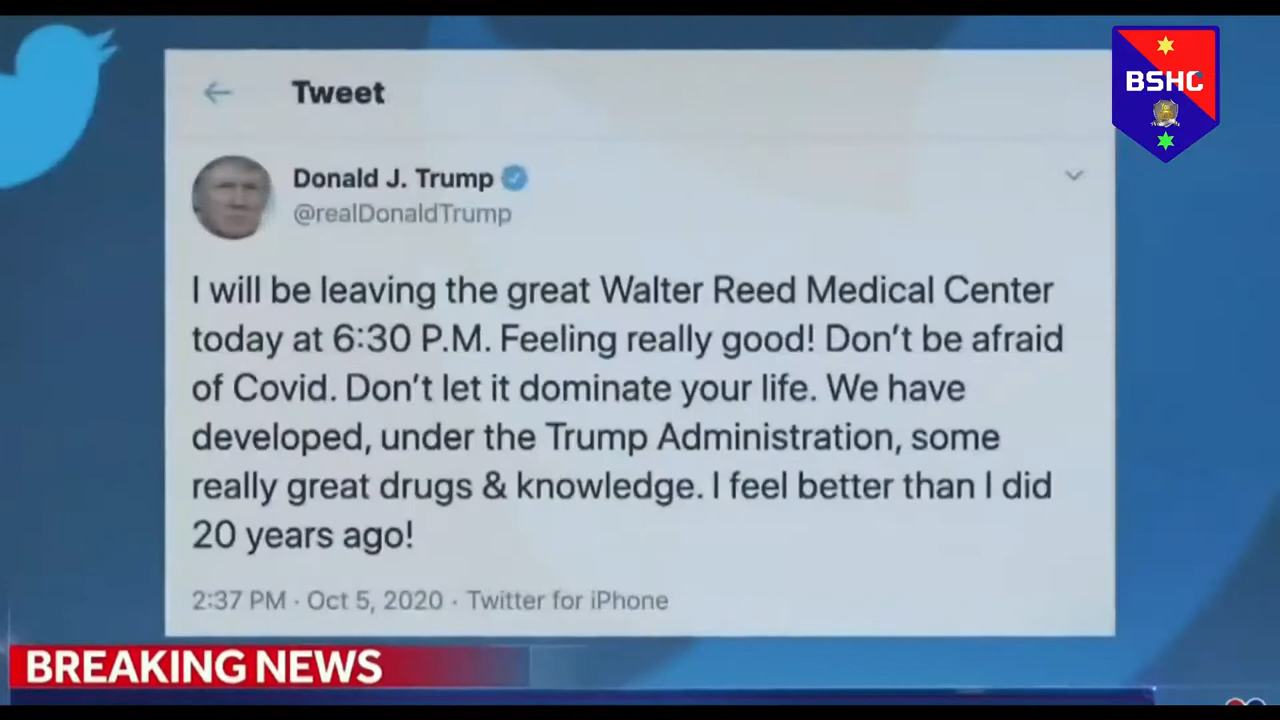 BSHC
Tweet
Donald J. Trump
@realDonaldTrump
I will be leaving the great Walter Reed Medical Center
today at 6:30 P.M. Feeling really good! Don't be afraid
of Covid. Don't let it dominate your life. We have
developed, under the Trump Administration, some
really great drugs & knowledge. I feel better than I did
20 years ago!
2:37 PM · Oct 5, 2020 · Twitter for iPhone
BREAKING NEWS